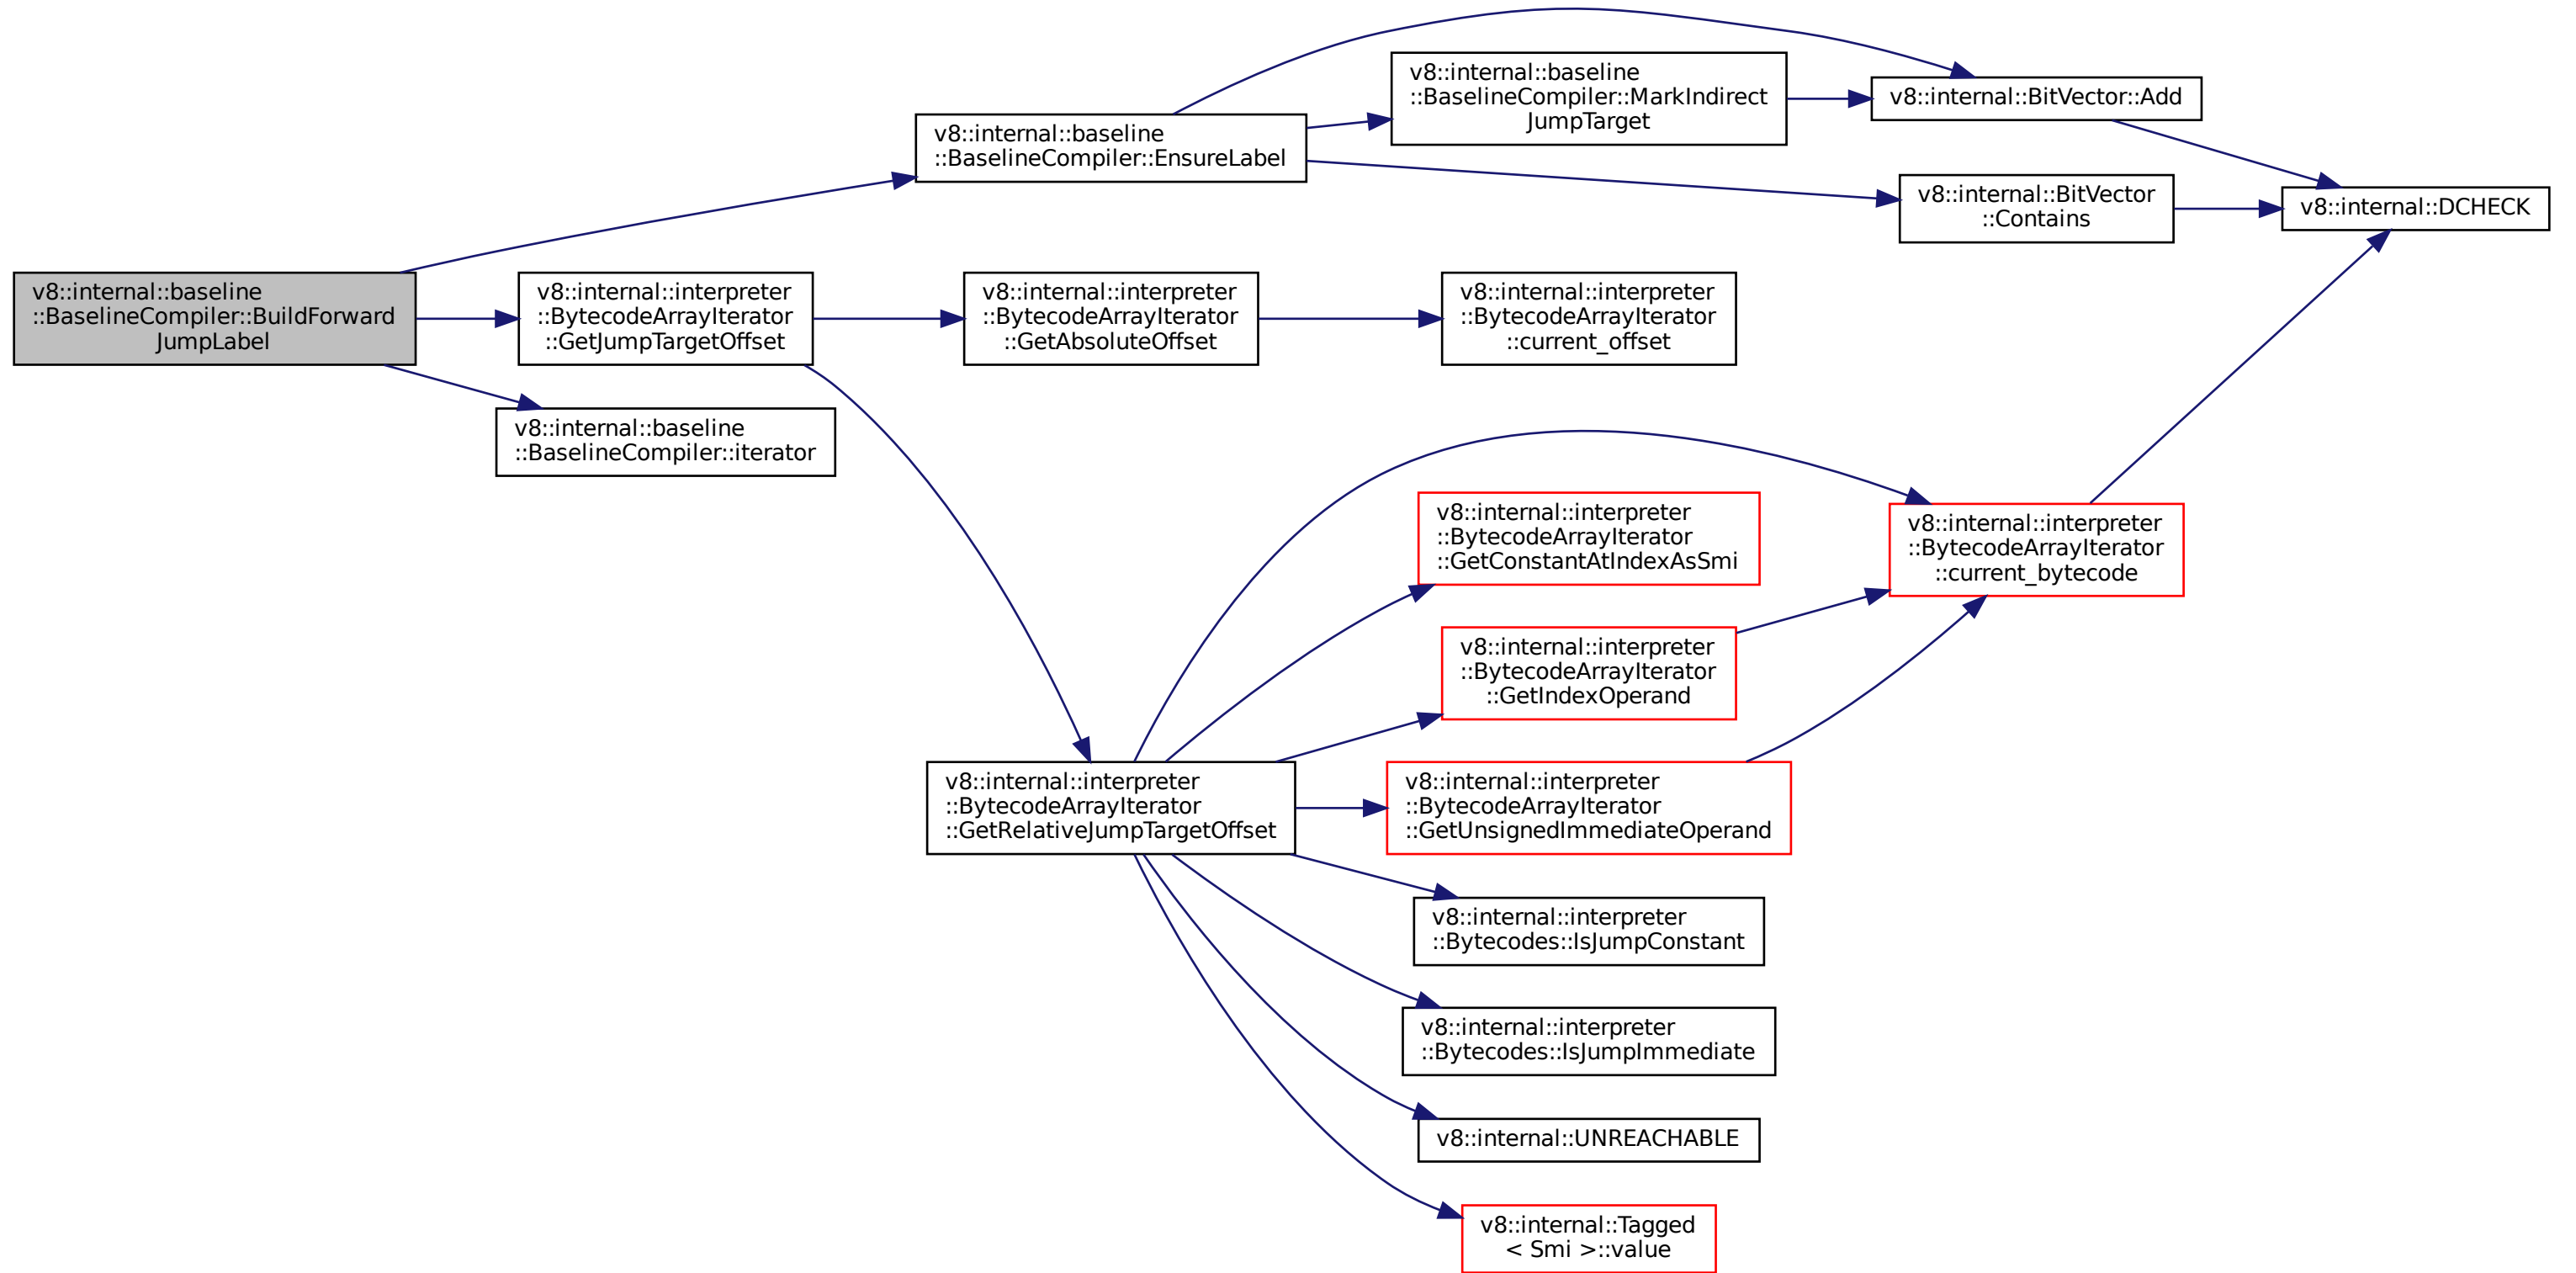 v8::internal::baseline
::BaselineCompiler::BuildForward
JumpLabel
v8::internal::baseline
::BaselineCompiler::EnsureLabel
v8::internal::baseline
::BaselineCompiler::MarkIndirect
JumpTarget
v8::internal::BitVector::Add
v8::internal::BitVector
::Contains
v8::internal::DCHECK
v8::internal::interpreter
::BytecodeArrayIterator
::GetJumpTargetOffset
v8::internal::interpreter
::BytecodeArrayIterator
::GetAbsoluteOffset
v8::internal::interpreter
::BytecodeArrayIterator
::current_offset
v8::internal::baseline
::BaselineCompiler::iterator
v8::internal::interpreter
::BytecodeArrayIterator
::GetRelativeJumpTargetOffset
v8::internal::interpreter
::BytecodeArrayIterator
::GetConstantAtIndexAsSmi
v8::internal::interpreter
::BytecodeArrayIterator
::current_bytecode
v8::internal::interpreter
::BytecodeArrayIterator
::GetIndexOperand
v8::internal::interpreter
::BytecodeArrayIterator
::GetUnsignedImmediateOperand
v8::internal::interpreter
::Bytecodes::IsJumpConstant
v8::internal::interpreter
::Bytecodes::IsJumpImmediate
v8::internal::UNREACHABLE
v8::internal::Tagged
< Smi >::value